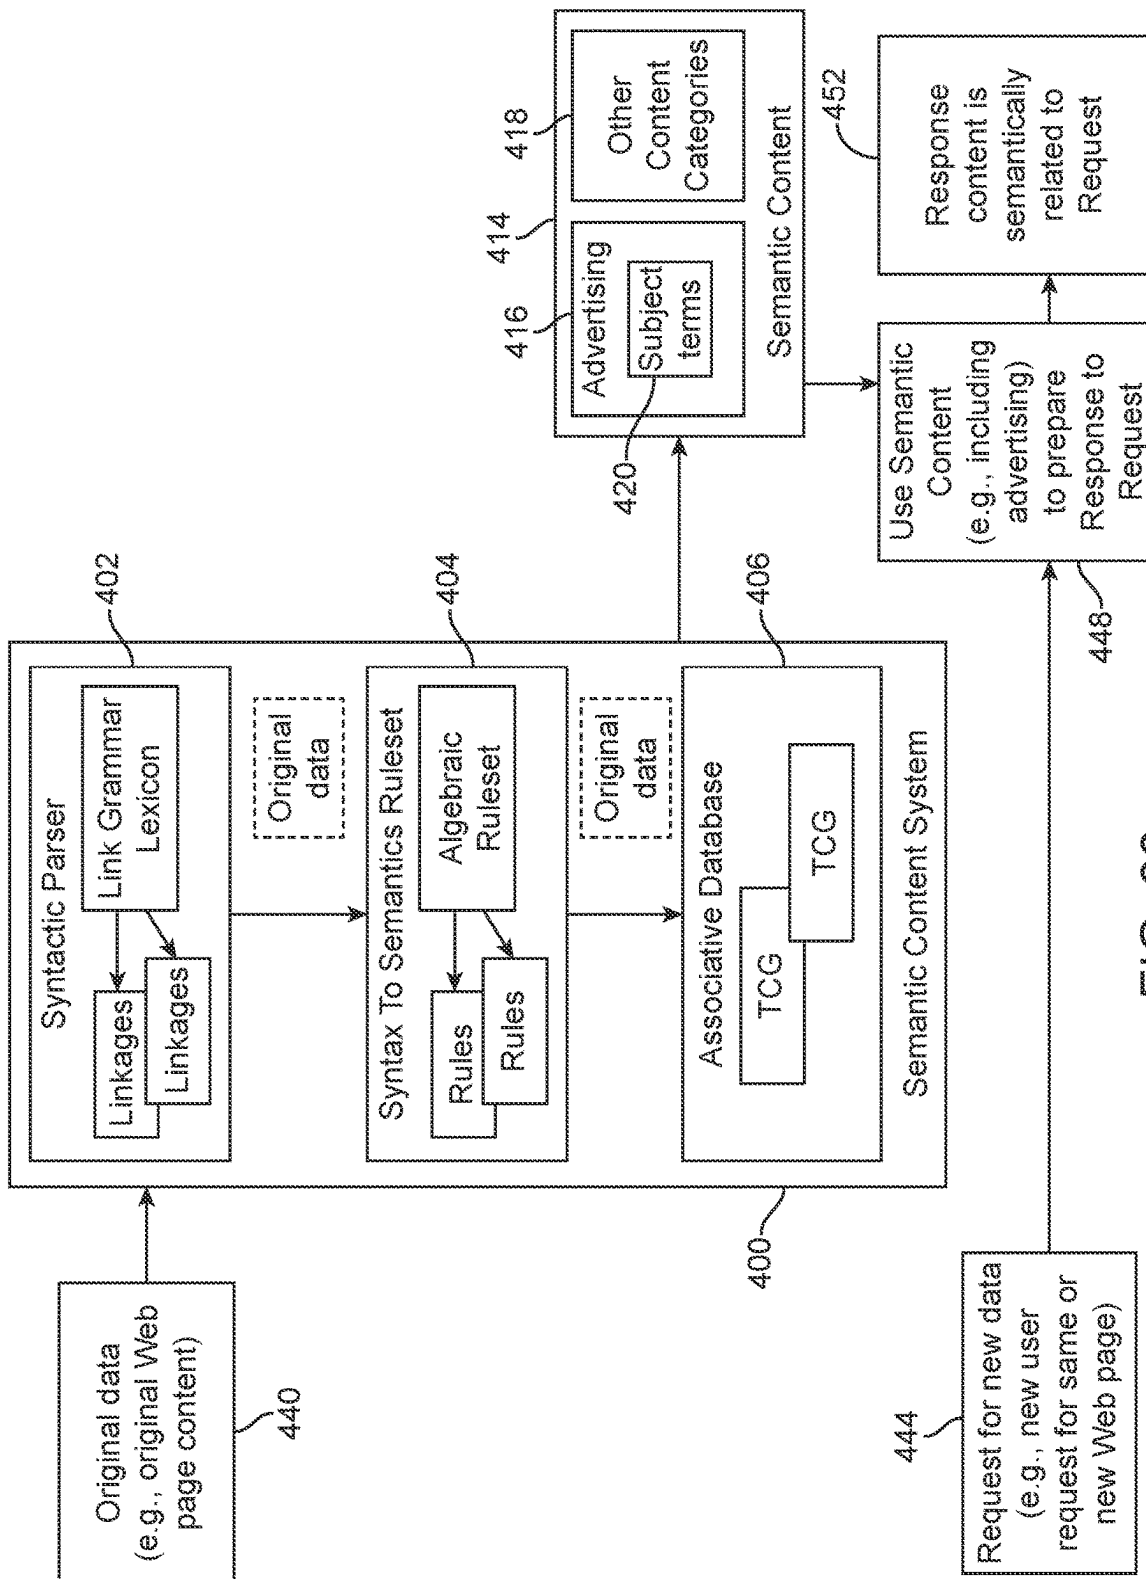 Original data
(e.g., original Web
page content)
440
Syntactic Parser
Link Grammar
Lexicon
Linkages
Linkages
402
Original
data
Syntax To Semantics Ruleset
Algebraic
Ruleset
Rules
Rules
404
Original
data
Associative Database
TCG
TCG
406
Semantic Content System
400
Advertising
Subject
terms
416
420
Other
Content
Categories
418
414
Semantic Content
Request for new data
(e.g., new user
request for same or
new Web page)
444
Use Semantic
Content
(e.g., including
advertising)
to prepare
Response to
Request
448
Response
content is
semantically
related to
Request
452